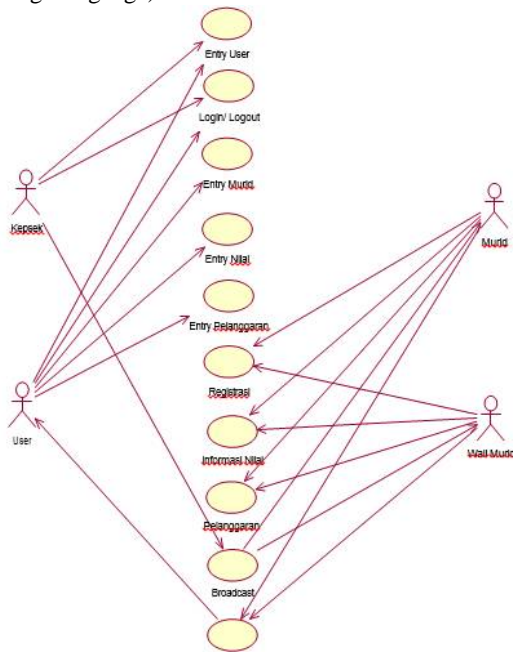 Entry User
Login/ Logout
Entry Murid
Kepsek
Murid
Entry Nilai
Entry Pelanggaran
Registrasi
User
Informasi Nilai
Wali Murid
Pelanggaran
Broadcast